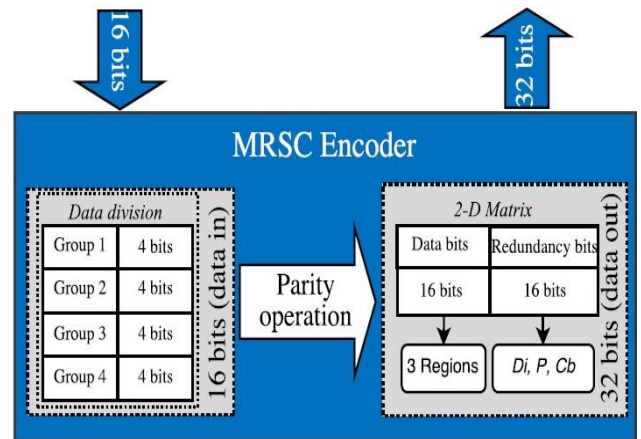 16 bits
32 bits
MRSC Encoder
Data division
Group 1 4 bits
Group 2 4 bits
Group 3 4 bits
Group 4 4 bits
16 bits (data in)
Parity
operation
2-D Matrix
Data bits Redundancy bits
16 bits 16 bits
3 Regions Di, P, Cb
32 bits (data out)